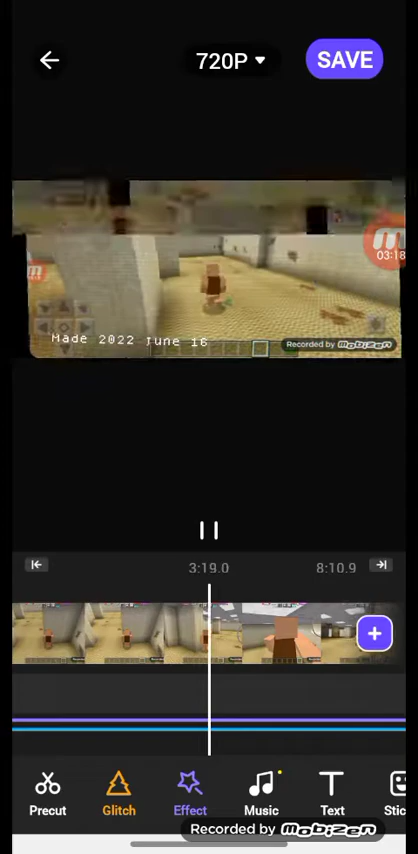 720P
SAVE
03:18
Made 2022 June 16
Recorded by mobizen
3:19.0
8:10.9
Precut
Glitch
Effect
Music
Text
Stic
Recorded by mobizen